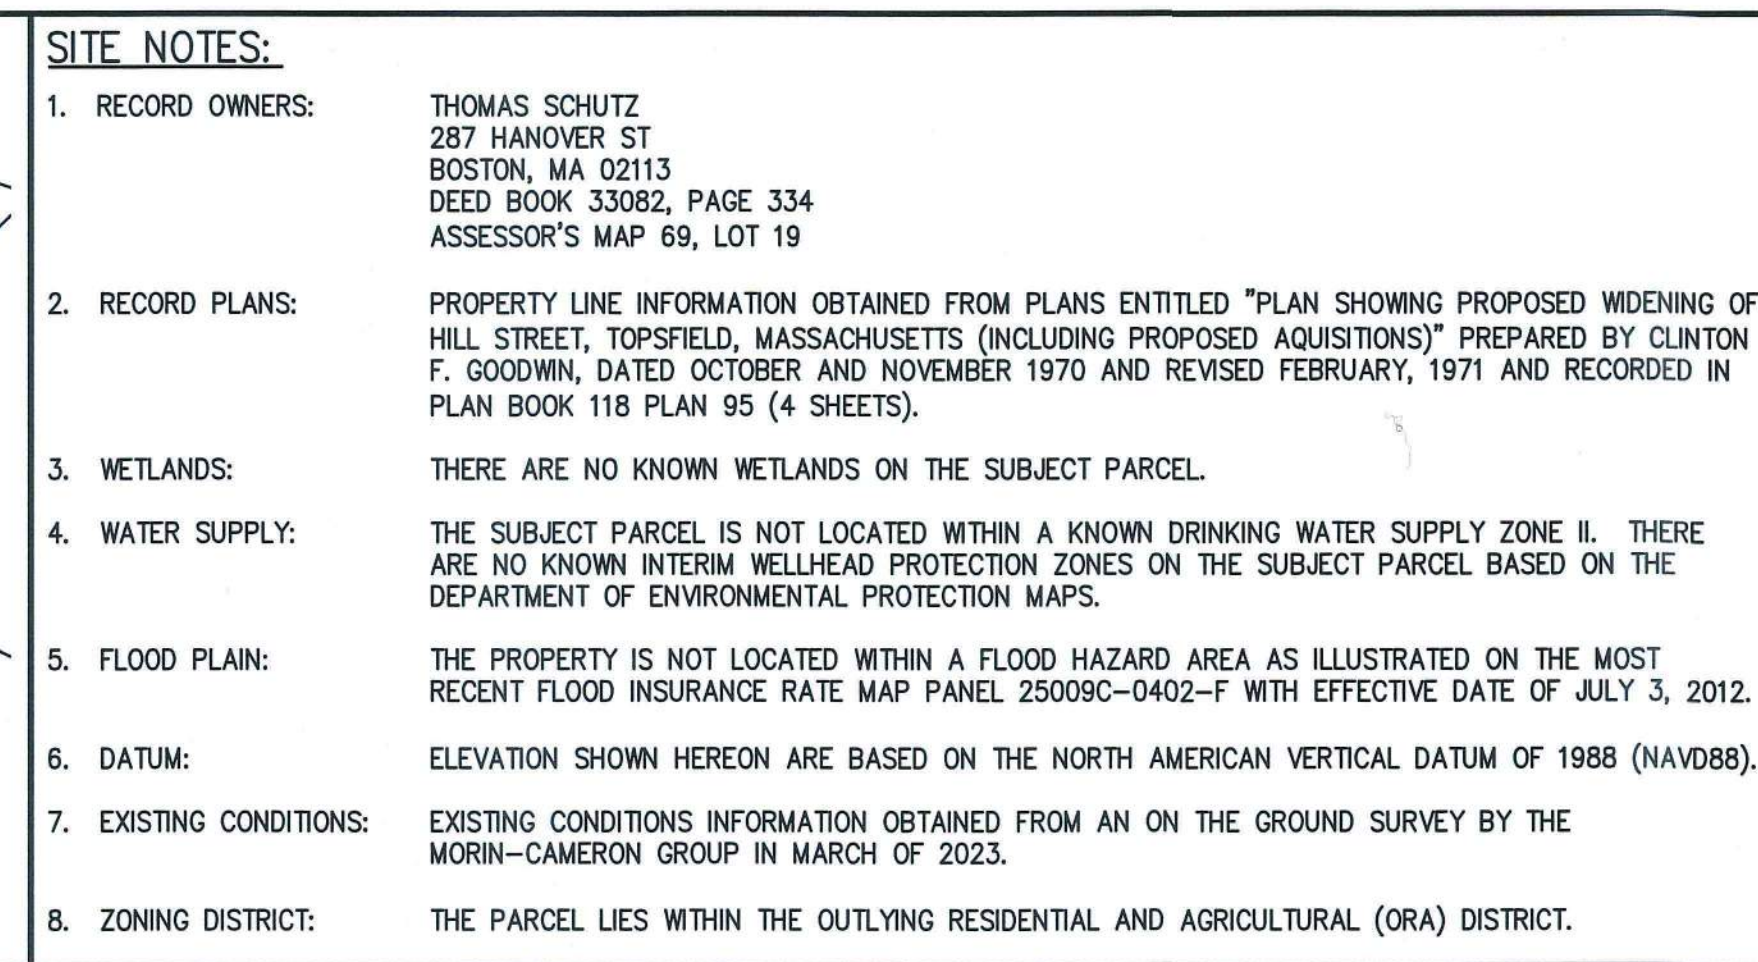 SITE NOTES:
1. RECORD OWNERS: THOMAS SCHUTZ
287 HANOVER ST
BOSTON, MA 02113
DEED BOOK 33082, PAGE 334
ASSESSOR'S MAP 69, LOT 19
2. RECORD PLANS: PROPERTY LINE INFORMATION OBTAINED FROM PLANS ENTITLED "PLAN SHOWING PROPOSED WIDENING OF
HILL STREET, TOPSFIELD, MASSACHUSETTS (INCLUDING PROPOSED AQUISITIONS)" PREPARED BY CLINTON
F. GOODWIN, DATED OCTOBER AND NOVEMBER 1970 AND REVISED FEBRUARY, 1971 AND RECORDED IN
PLAN BOOK 118 PLAN 95 (4 SHEETS).
3. WETLANDS: THERE ARE NO KNOWN WETLANDS ON THE SUBJECT PARCEL.
4. WATER SUPPLY: THE SUBJECT PARCEL IS NOT LOCATED WITHIN A KNOWN DRINKING WATER SUPPLY ZONE II. THERE
ARE NO KNOWN INTERIM WELLHEAD PROTECTION ZONES ON THE SUBJECT PARCEL BASED ON THE
DEPARTMENT OF ENVIRONMENTAL PROTECTION MAPS.
5. FLOOD PLAIN: THE PROPERTY IS NOT LOCATED WITHIN A FLOOD HAZARD AREA AS ILLUSTRATED ON THE MOST
RECENT FLOOD INSURANCE RATE MAP PANEL 25009C-0402-F WITH EFFECTIVE DATE OF JULY 3, 2012.
6. DATUM: ELEVATION SHOWN HEREON ARE BASED ON THE NORTH AMERICAN VERTICAL DATUM OF 1988 (NAVD88).
7. EXISTING CONDITIONS: EXISTING CONDITIONS INFORMATION OBTAINED FROM AN ON THE GROUND SURVEY BY THE
MORIN-CAMERON GROUP IN MARCH OF 2023.
8. ZONING DISTRICT: THE PARCEL LIES WITHIN THE OUTLYING RESIDENTIAL AND AGRICULTURAL (ORA) DISTRICT.